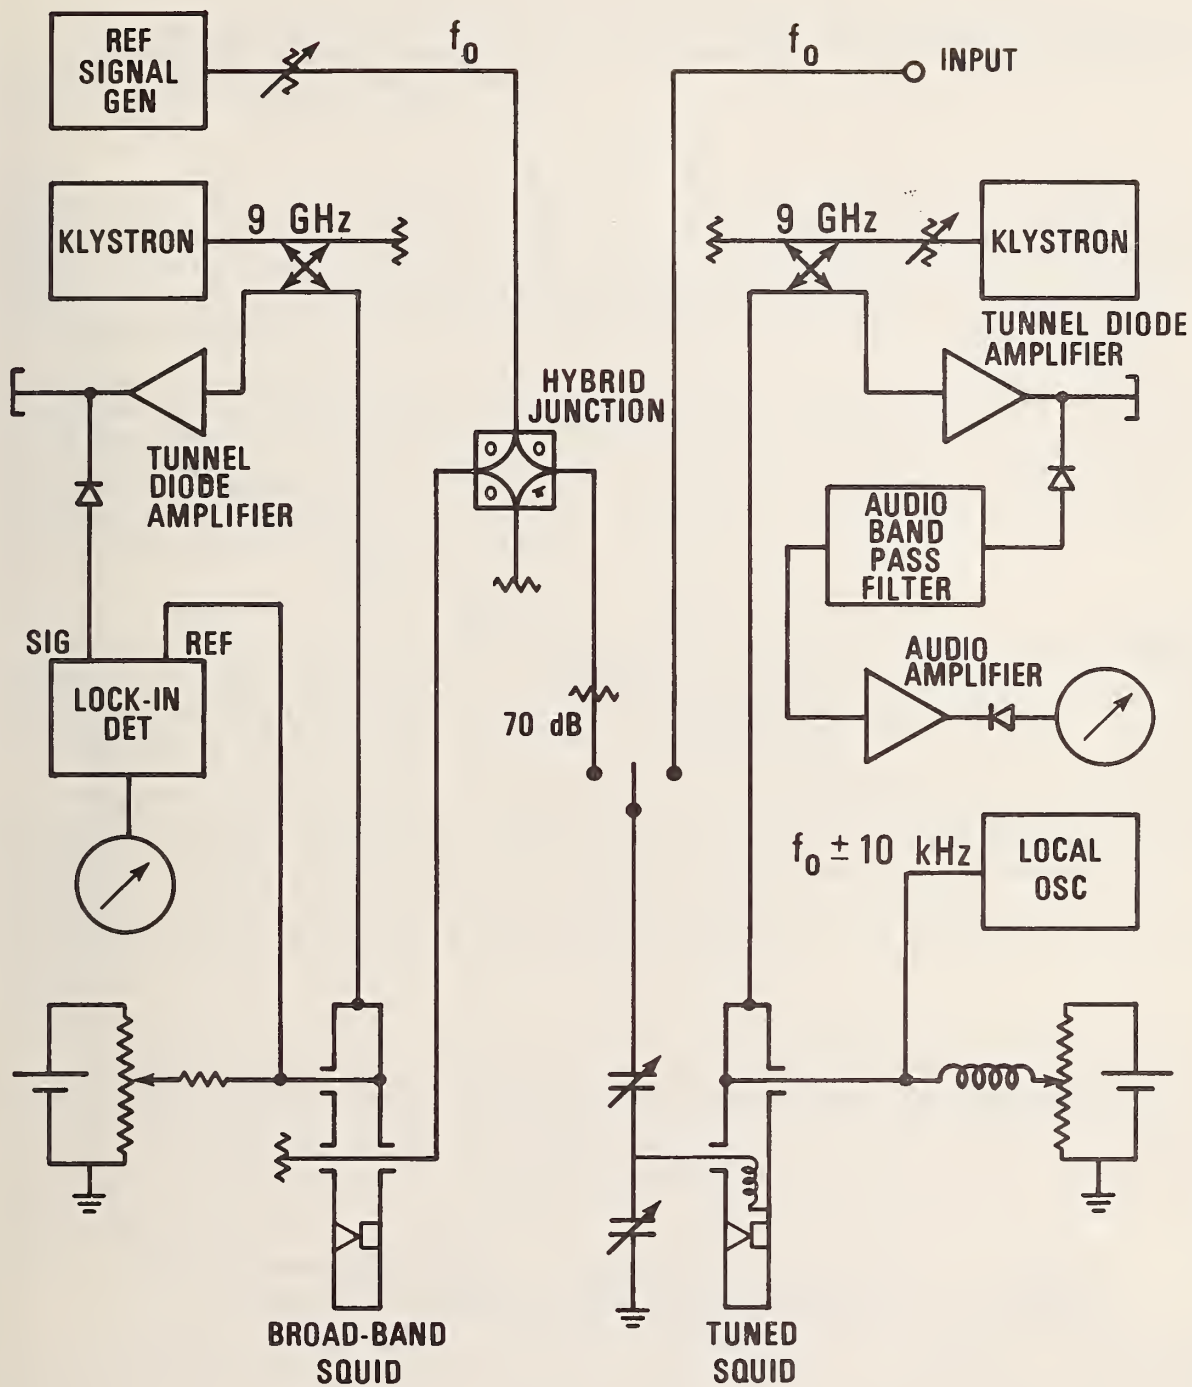 REF
SIGNAL
GEN
f0
f0
INPUT
KLYSTRON
9 GHz
9 GHz
KLYSTRON
TUNNEL DIODE
AMPLIFIER
HYBRID
JUNCTION
O O
O π
TUNNEL
DIODE
AMPLIFIER
AUDIO
BAND
PASS
FILTER
SIG
REF
LOCK-IN
DET
AUDIO
AMPLIFIER
70 dB
f0 ± 10 kHz
LOCAL
OSC
BROAD-BAND
SQUID
TUNED
SQUID